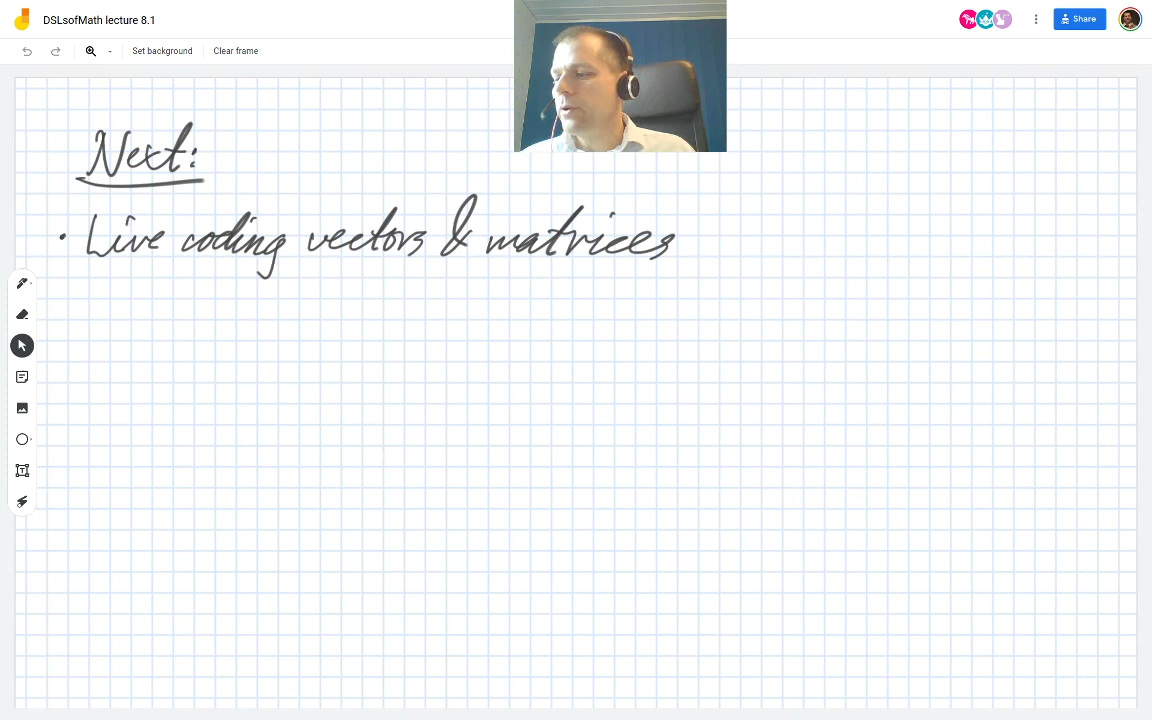 DSLsofMath lecture 8.1
Share
Set background
Clear frame
Next:
• Live coding vectors & matrices